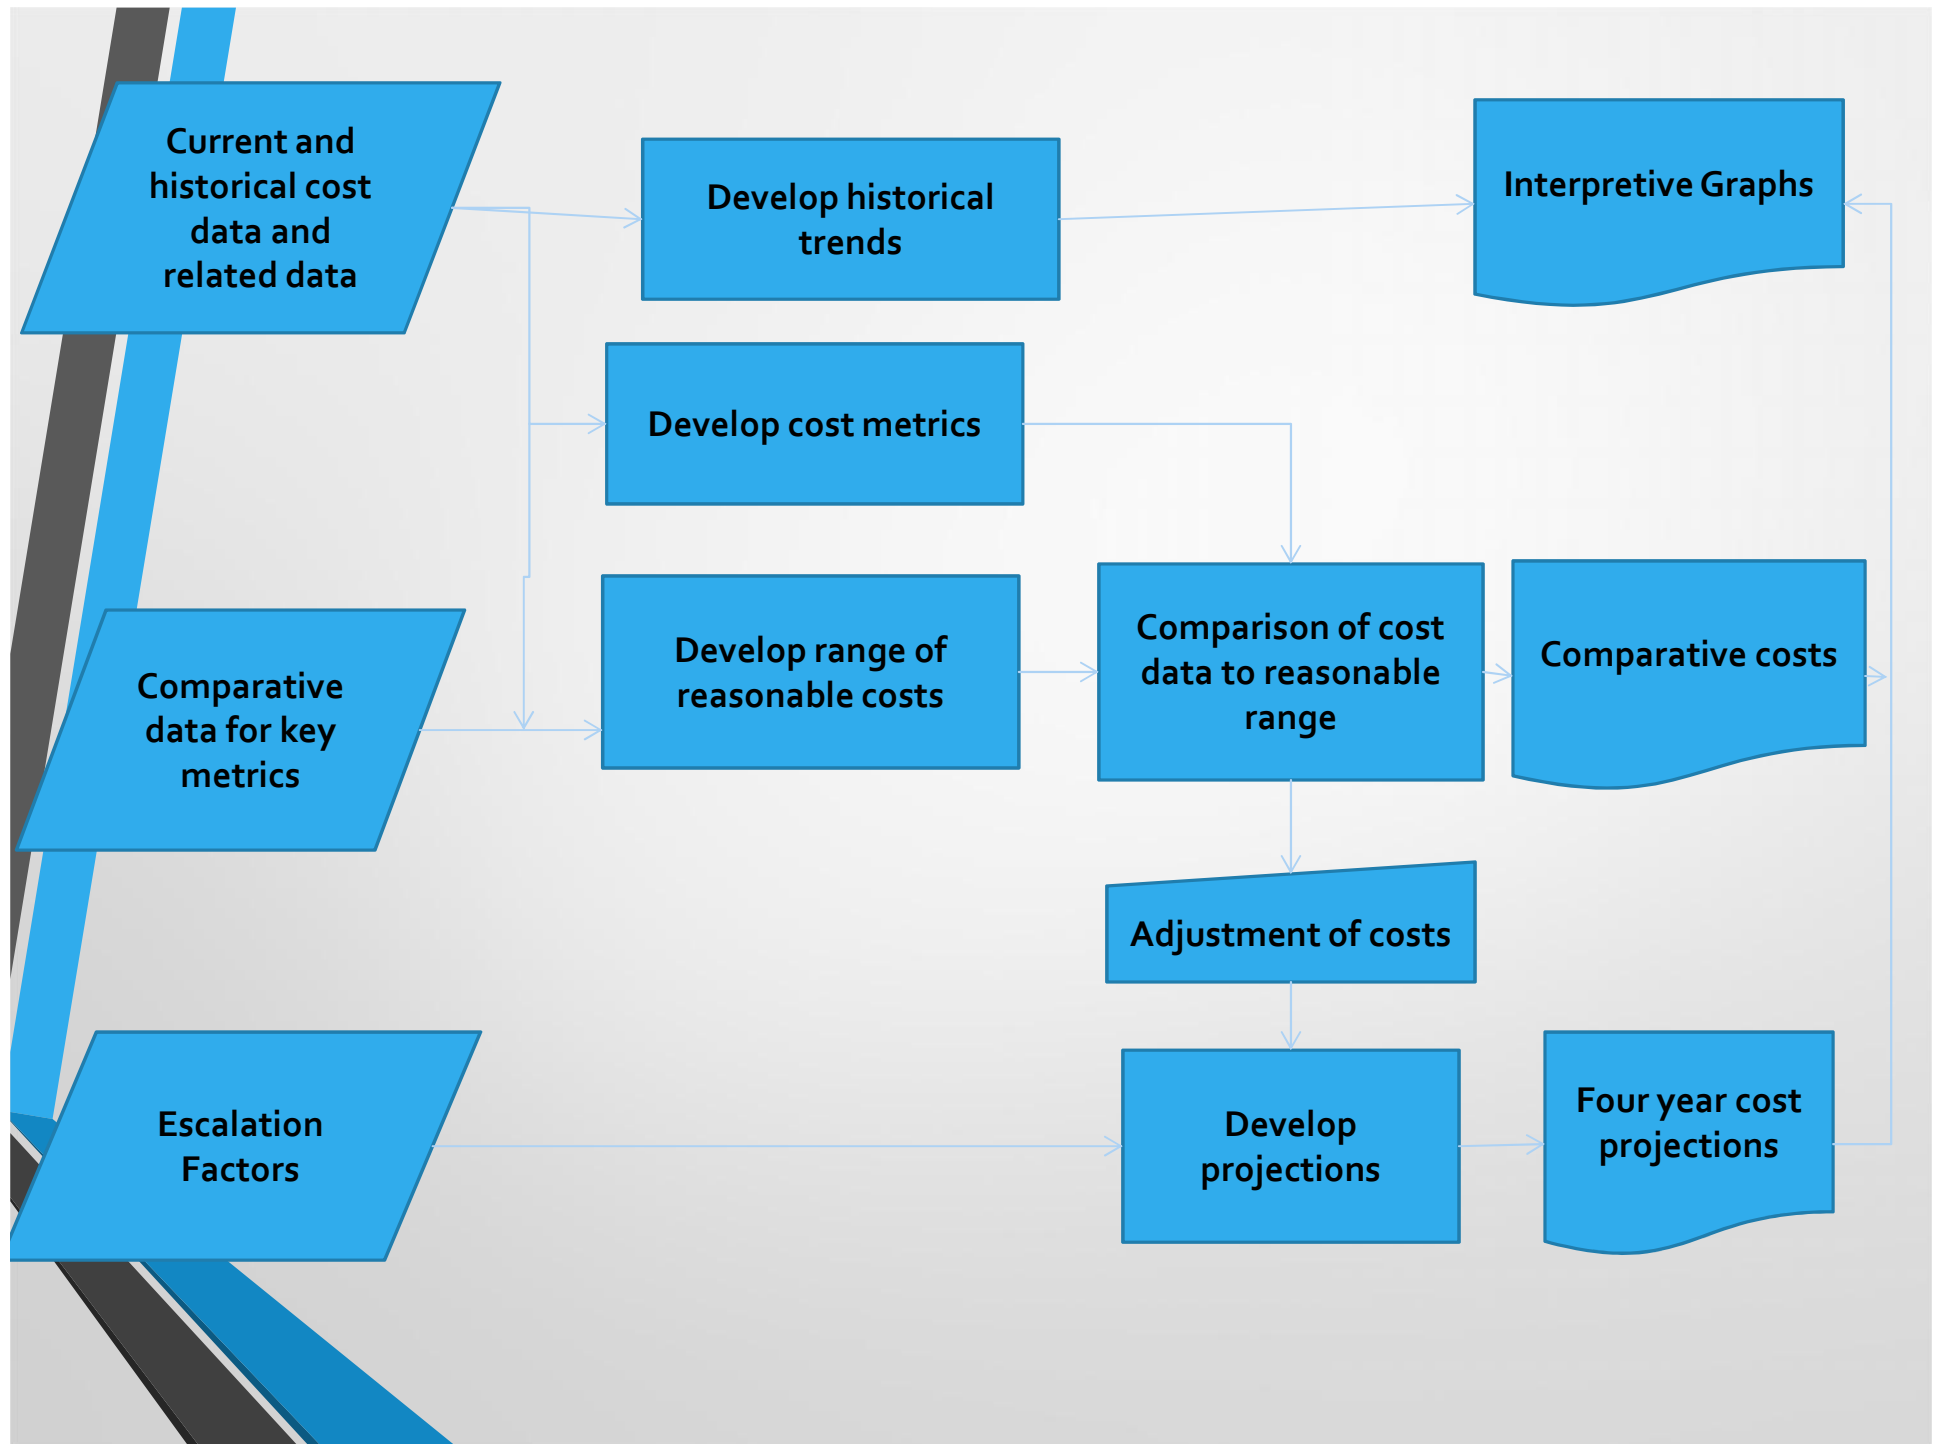 Current and
historical cost
data and
related data
Develop historical
trends
Interpretive Graphs
Develop cost metrics
Comparative
data for key
metrics
Develop range of
reasonable costs
Comparison of cost
data to reasonable
range
Comparative costs
Adjustment of costs
Escalation
Factors
Develop
projections
Four year cost
projections